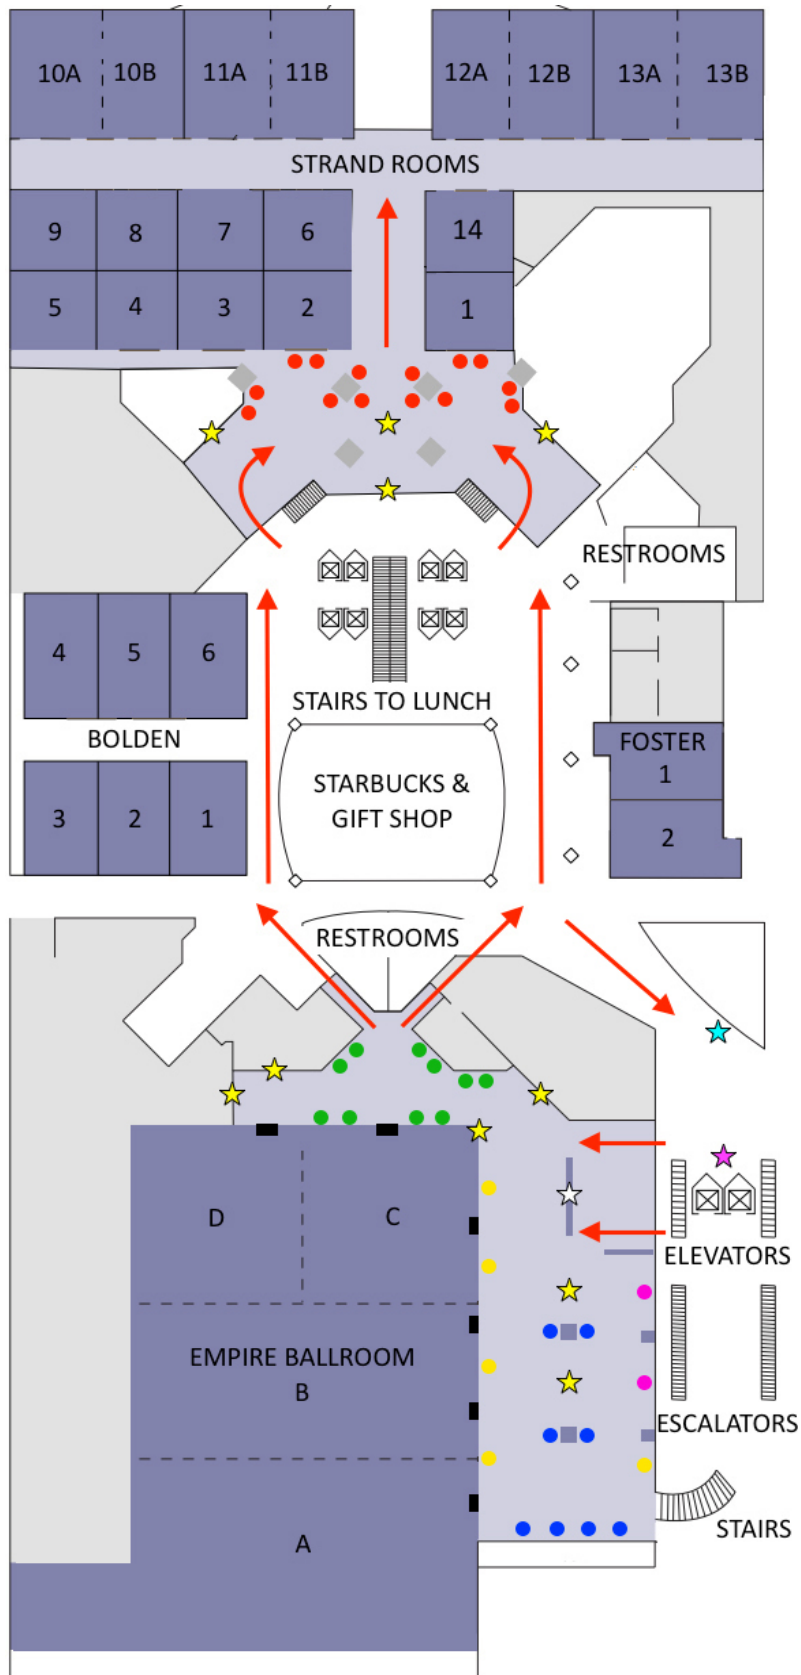 10A 10B 11A 11B 12A 12B 13A 13B
STRAND ROOMS
9 8 7 6 14
5 4 3 2 1
RESTROOMS
4 5 6
STAIRS TO LUNCH
BOLDEN
FOSTER
1
STARBUCKS &
GIFT SHOP
3 2 1
2
RESTROOMS
D C
ELEVATORS
EMPIRE BALLROOM
B
ESCALATORS
STAIRS
A